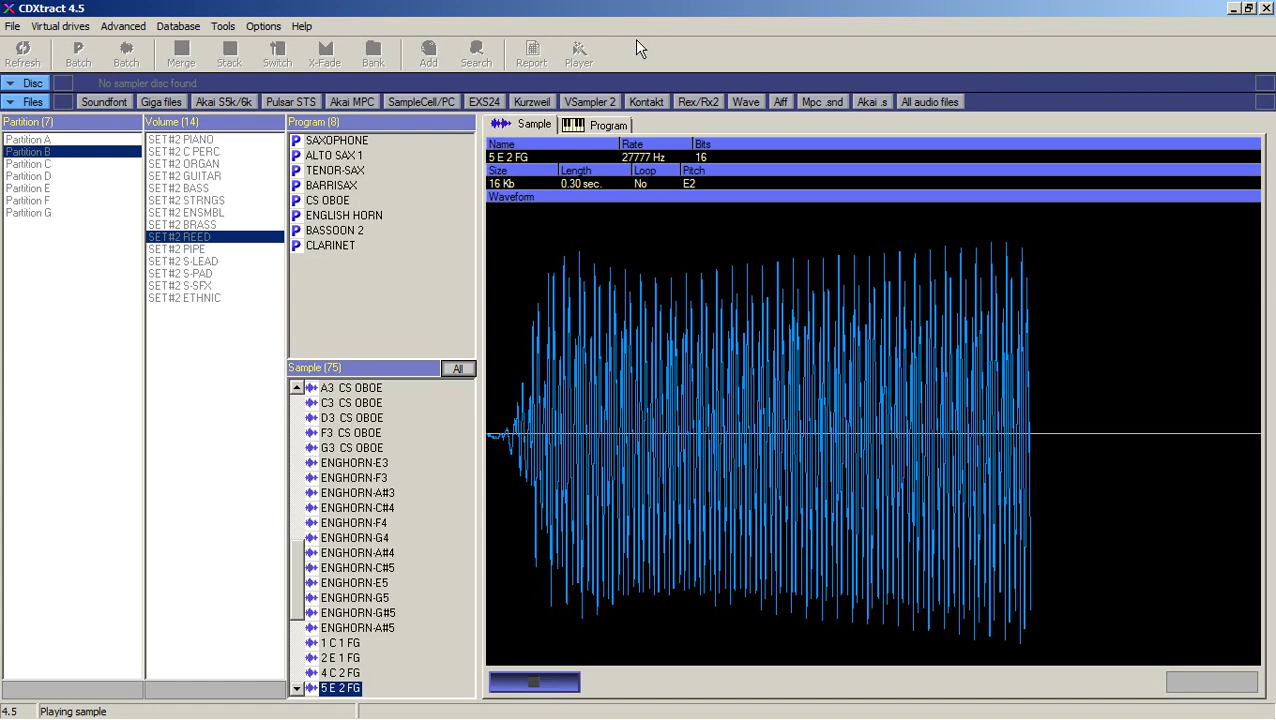 CDXtract 4.5
File Virtual drives Advanced Database Tools Options Help
Refresh Batch Batch Merge Stack Switch X-Fade Bank Add Search Report Player
Disc No sampler disc found
Files Soundfont Giga files Akai S5k/6k Pulsar STS Akai MPC SampleCell/PC EXS24 Kurzweil VSampler 2 Kontakt Rex/Rx2 Wave Aiff Mpc .snd Akai .s All audio files
Partition (7)
Partition A
Partition B
Partition C
Partition D
Partition E
Partition F
Partition G
Volume (14)
SET#2 PIANO
SET#2 C PERC
SET#2 ORGAN
SET#2 GUITAR
SET#2 BASS
SET#2 STRNGS
SET#2 ENSMBL
SET#2 BRASS
SET#2 REED
SET#2 PIPE
SET#2 S-LEAD
SET#2 S-PAD
SET#2 S-SFX
SET#2 ETHNIC
Program (8)
P SAXOPHONE
P ALTO SAX 1
P TENOR-SAX
P BARRISAX
P CS OBOE
P ENGLISH HORN
P BASSOON 2
P CLARINET
Sample (75) All
A3 CS OBOE
C3 CS OBOE
D3 CS OBOE
F3 CS OBOE
G3 CS OBOE
ENGHORN-E3
ENGHORN-F3
ENGHORN-A#3
ENGHORN-C#4
ENGHORN-F4
ENGHORN-G4
ENGHORN-A#4
ENGHORN-C#5
ENGHORN-E5
ENGHORN-G5
ENGHORN-G#5
ENGHORN-A#5
1 C 1 FG
2 E 1 FG
4 C 2 FG
5 E 2 FG
Sample Program
Name Rate Bits
5 E 2 FG 27777 Hz 16
Size Length Loop Pitch
16 Kb 0.30 sec. No E2
Waveform
4.5 Playing sample